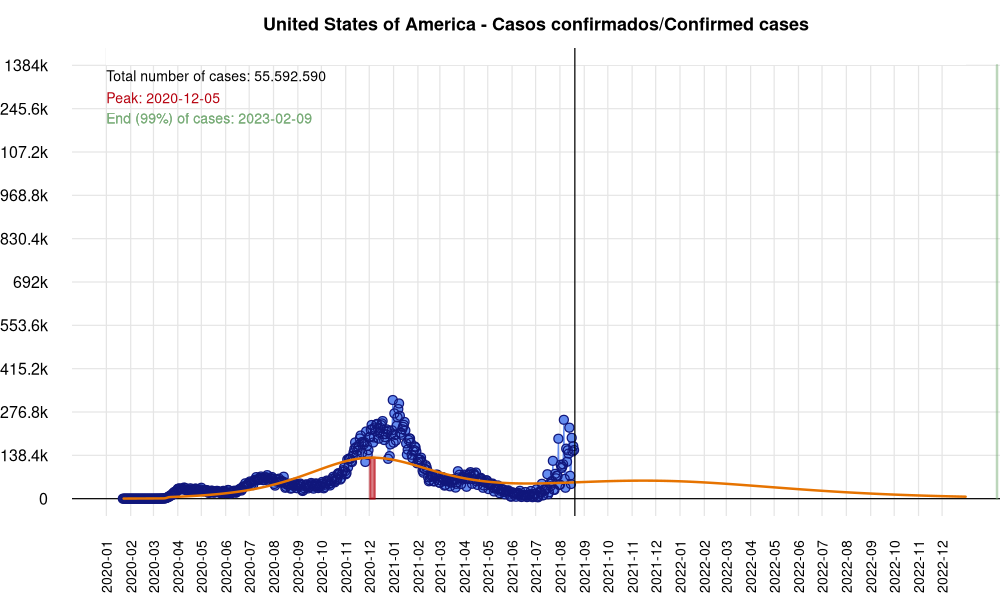 United States of America - Casos confirmados/Confirmed cases
Total number of cases: 55.592.590
Peak: 2020-12-05
End (99%) of cases: 2023-02-09
1384k
245.6k
107.2k
968.8k
830.4k
692k
553.6k
415.2k
276.8k
138.4k
0
2020-01
2020-02
2020-03
2020-04
2020-05
2020-06
2020-07
2020-08
2020-09
2020-10
2020-11
2020-12
2021-01
2021-02
2021-03
2021-04
2021-05
2021-06
2021-07
2021-08
2021-09
2021-10
2021-11
2021-12
2022-01
2022-02
2022-03
2022-04
2022-05
2022-06
2022-07
2022-08
2022-09
2022-10
2022-11
2022-12